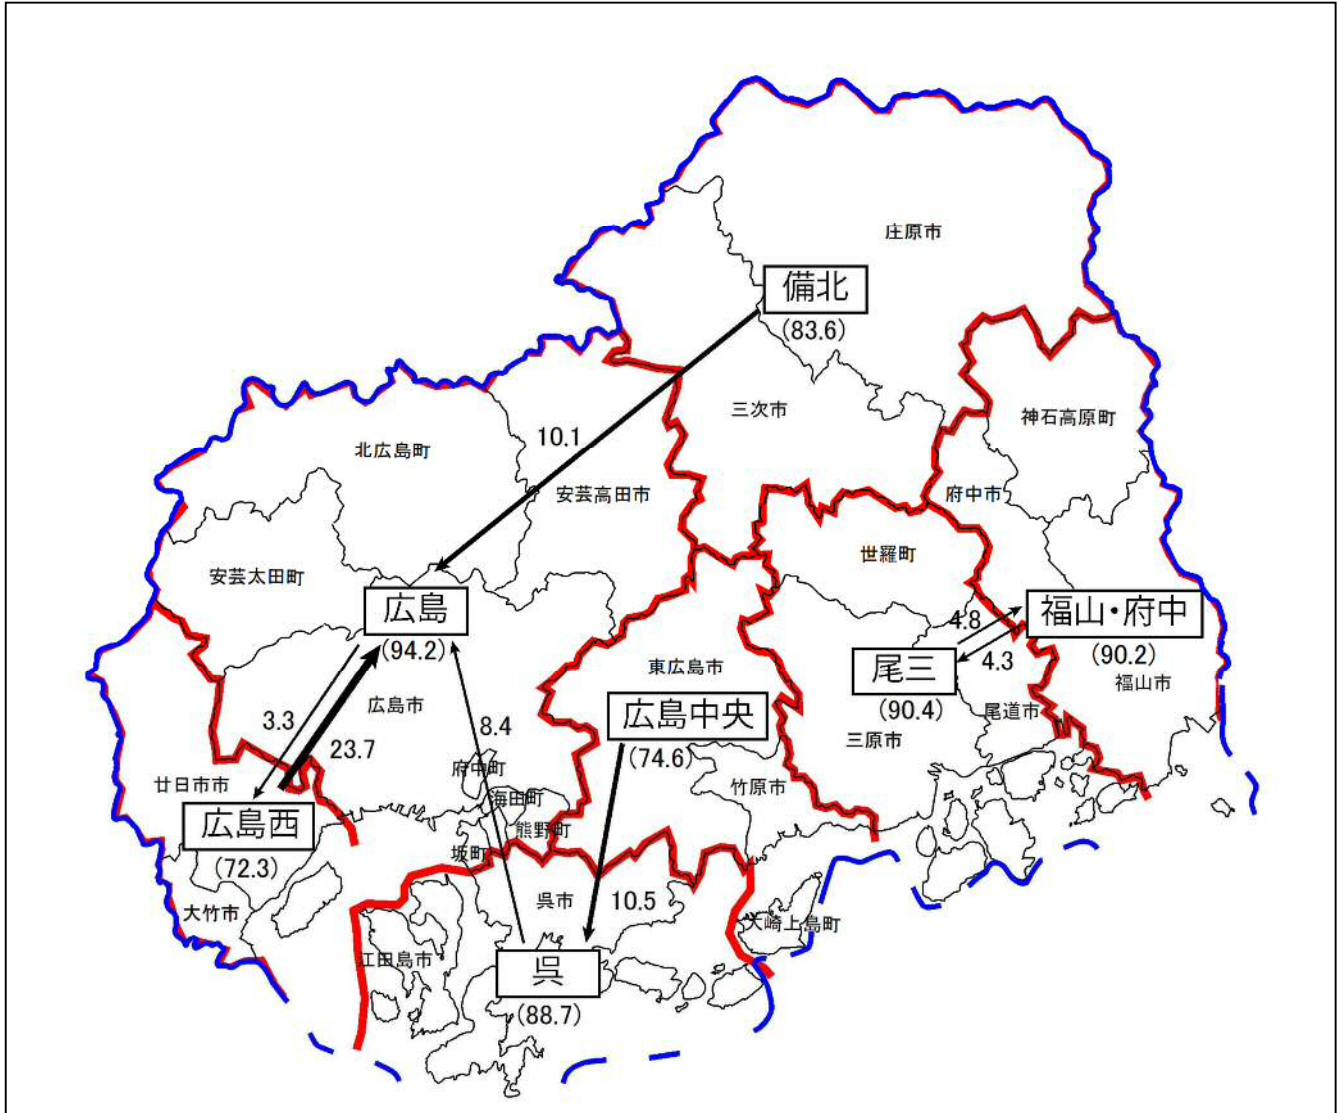 庄原市
備北
(83.6)
神石高原町
三次市
10.1
北広島町
安芸高田市
府中市
世羅町
安芸太田町
広島
(94.2)
福山・府中
(90.2)
4.8
4.3
尾三
(90.4)
福山市
東広島市
広島市
3.3
23.7
8.4
広島中央
(74.6)
尾道市
三原市
府中町
竹原市
廿日市市
海田町
広島西
(72.3)
熊野町
坂町
呉市
10.5
大竹市
大崎上島町
江田島市
呉
(88.7)